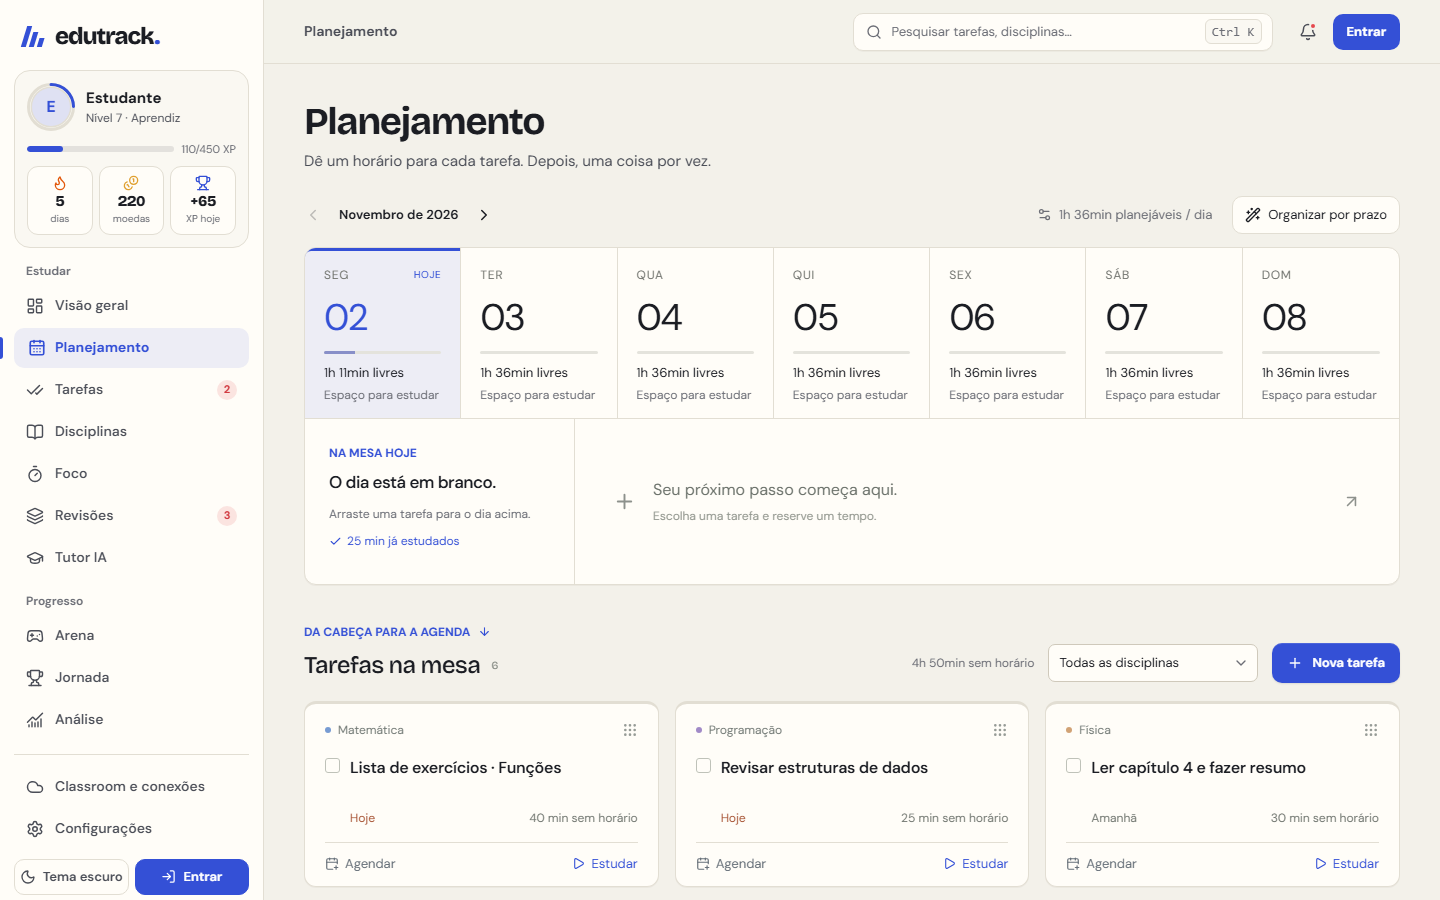 edutrack.
E
Estudante
Nível 7 · Aprendiz
110/450 XP
5
dias
220
moedas
+65
XP hoje
Estudar
Visão geral
Planejamento
Tarefas
2
Disciplinas
Foco
Revisões
3
Tutor IA
Progresso
Arena
Jornada
Análise
Classroom e conexões
Configurações
Tema escuro
Entrar
Planejamento
Pesquisar tarefas, disciplinas...
Ctrl K
Entrar
Planejamento
Dê um horário para cada tarefa. Depois, uma coisa por vez.
Novembro de 2026
1h 36min planejáveis / dia
Organizar por prazo
SEG
HOJE
02
1h 11min livres
Espaço para estudar
TER
03
1h 36min livres
Espaço para estudar
QUA
04
1h 36min livres
Espaço para estudar
QUI
05
1h 36min livres
Espaço para estudar
SEX
06
1h 36min livres
Espaço para estudar
SÁB
07
1h 36min livres
Espaço para estudar
DOM
08
1h 36min livres
Espaço para estudar
NA MESA HOJE
O dia está em branco.
Arraste uma tarefa para o dia acima.
25 min já estudados
Seu próximo passo começa aqui.
Escolha uma tarefa e reserve um tempo.
DA CABEÇA PARA A AGENDA
Tarefas na mesa 6
4h 50min sem horário
Todas as disciplinas
Nova tarefa
Matemática
Lista de exercícios · Funções
Hoje
40 min sem horário
Agendar
Estudar
Programação
Revisar estruturas de dados
Hoje
25 min sem horário
Agendar
Estudar
Física
Ler capítulo 4 e fazer resumo
Amanhã
30 min sem horário
Agendar
Estudar